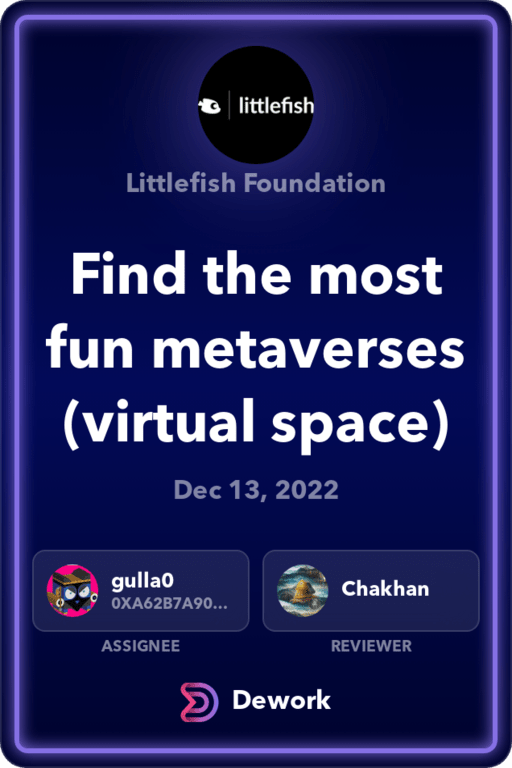 littlefish
Littlefish Foundation
Find the most
fun metaverses
(virtual space)
Dec 13, 2022
gulla0
0XA62B7A90...
Chakhan
ASSIGNEE
REVIEWER
Dework